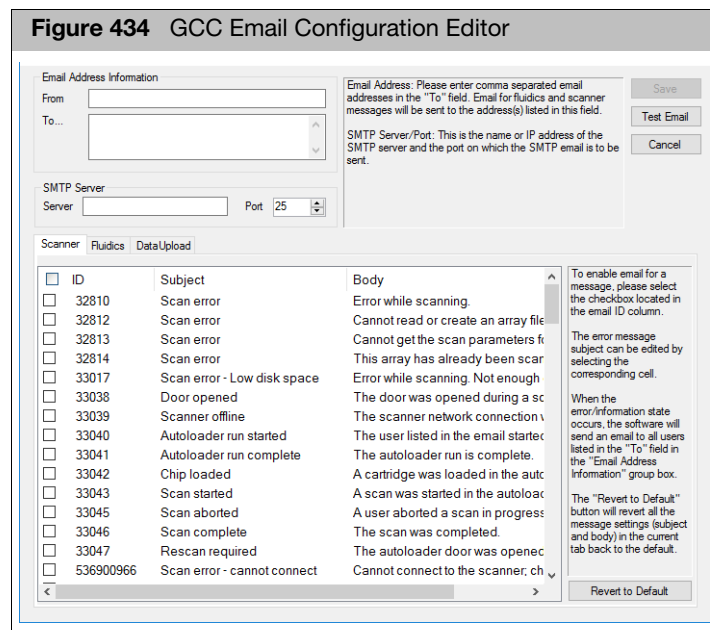 Figure 434 GCC Email Configuration Editor
Email Address Information
From
To...
Email Address: Please enter comma separated email
addresses in the "To" field. Email for fluidics and scanner
messages will be sent to the address(s) listed in this field.
SMTP Server/Port: This is the name or IP address of the
SMTP server and the port on which the SMTP email is to be
sent.
Save
Test Email
Cancel
SMTP Server
Server
Port 25
Scanner Fluidics DataUpload
ID Subject Body
32810 Scan error Error while scanning.
32812 Scan error Cannot read or create an array file
32813 Scan error Cannot get the scan parameters fo
32814 Scan error This array has already been scan
33017 Scan error - Low disk space Error while scanning. Not enough
33038 Door opened The door was opened during a sc
33039 Scanner offline The scanner network connection
33040 Autoloader run started The user listed in the email started
33041 Autoloader run complete The autoloader run is complete.
33042 Chip loaded A cartridge was loaded in the auto
33043 Scan started A scan was started in the autoload
33045 Scan aborted A user aborted a scan in progress
33046 Scan complete The scan was completed.
33047 Rescan required The autoloader door was opened
536900966 Scan error - cannot connect Cannot connect to the scanner; ch
To enable email for a
message, please select
the checkbox located in
the email ID column.
The error message
subject can be edited by
selecting the
corresponding cell.
When the
error/information state
occurs, the software will
send an email to all users
listed in the "To" field in
the "Email Address
Information" group box.
The "Revert to Default"
button will revert all the
message settings (subject
and body) in the current
tab back to the default.
Revert to Default